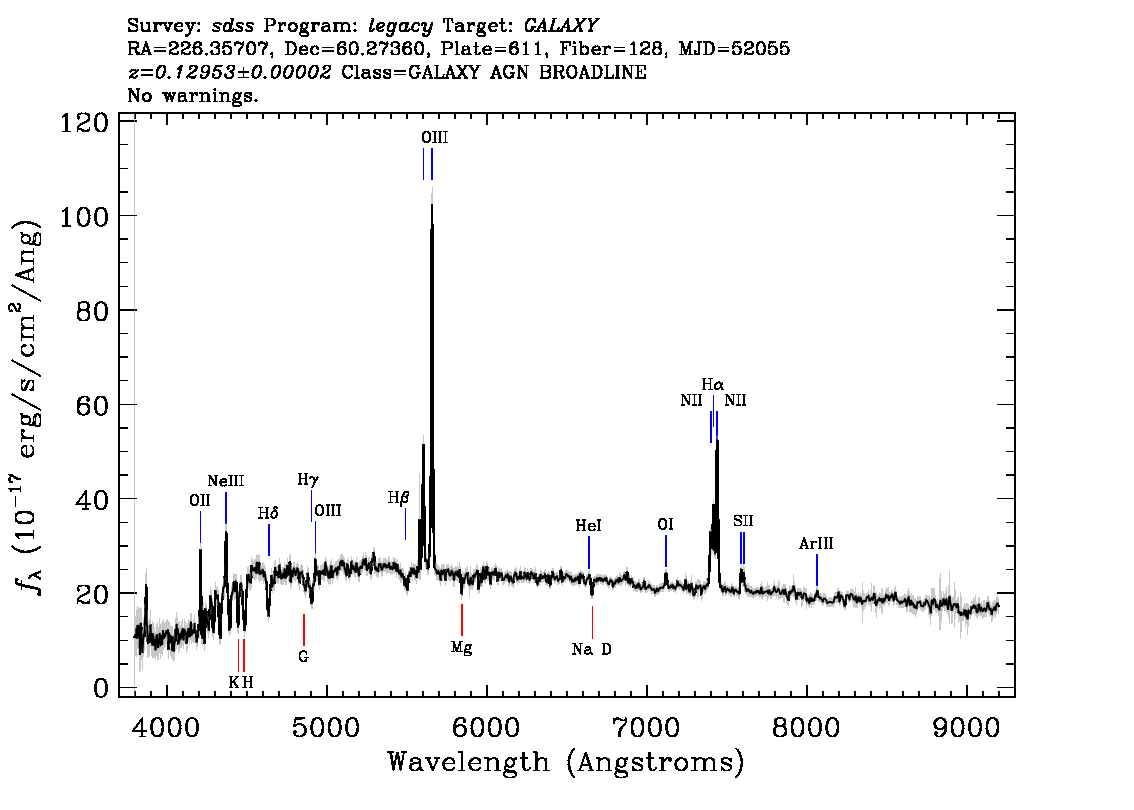 Survey: sdss Program: legacy Target: GALAXY
RA=226.35707, Dec=60.27360, Plate=611, Fiber=128, MJD=52055
z=0.12953±0.00002 Class=GALAXY AGN BROADLINE
No warnings.
120
100
80
60
40
20
0
fλ (10⁻¹⁷ erg/s/cm²/Ang)
OIII
Hα
NII NII
NeIII
OII
Hδ
Hγ
OIII
Hβ
HeI
OI
SII
ArIII
K H
G
Mg
Na D
4000 5000 6000 7000 8000 9000
Wavelength (Angstroms)